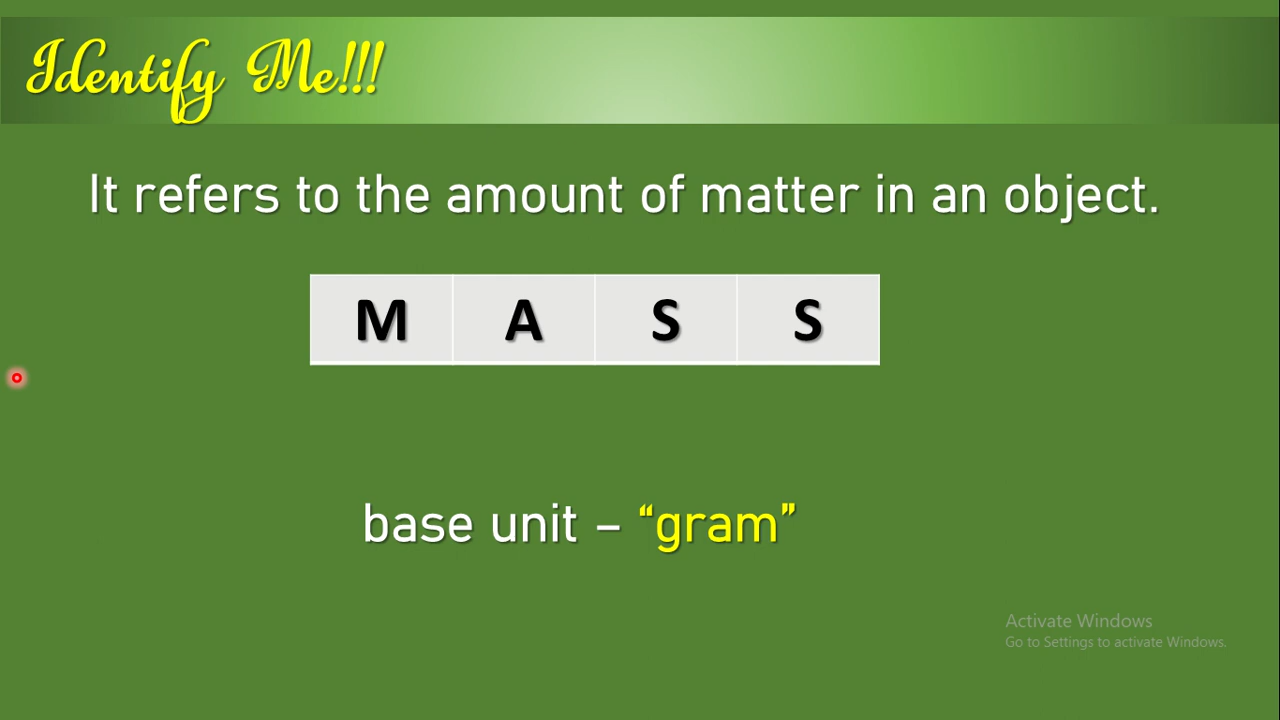 Identify Me!!!
It refers to the amount of matter in an object.
M A S S
base unit – “gram”
Activate Windows
Go to Settings to activate Windows.